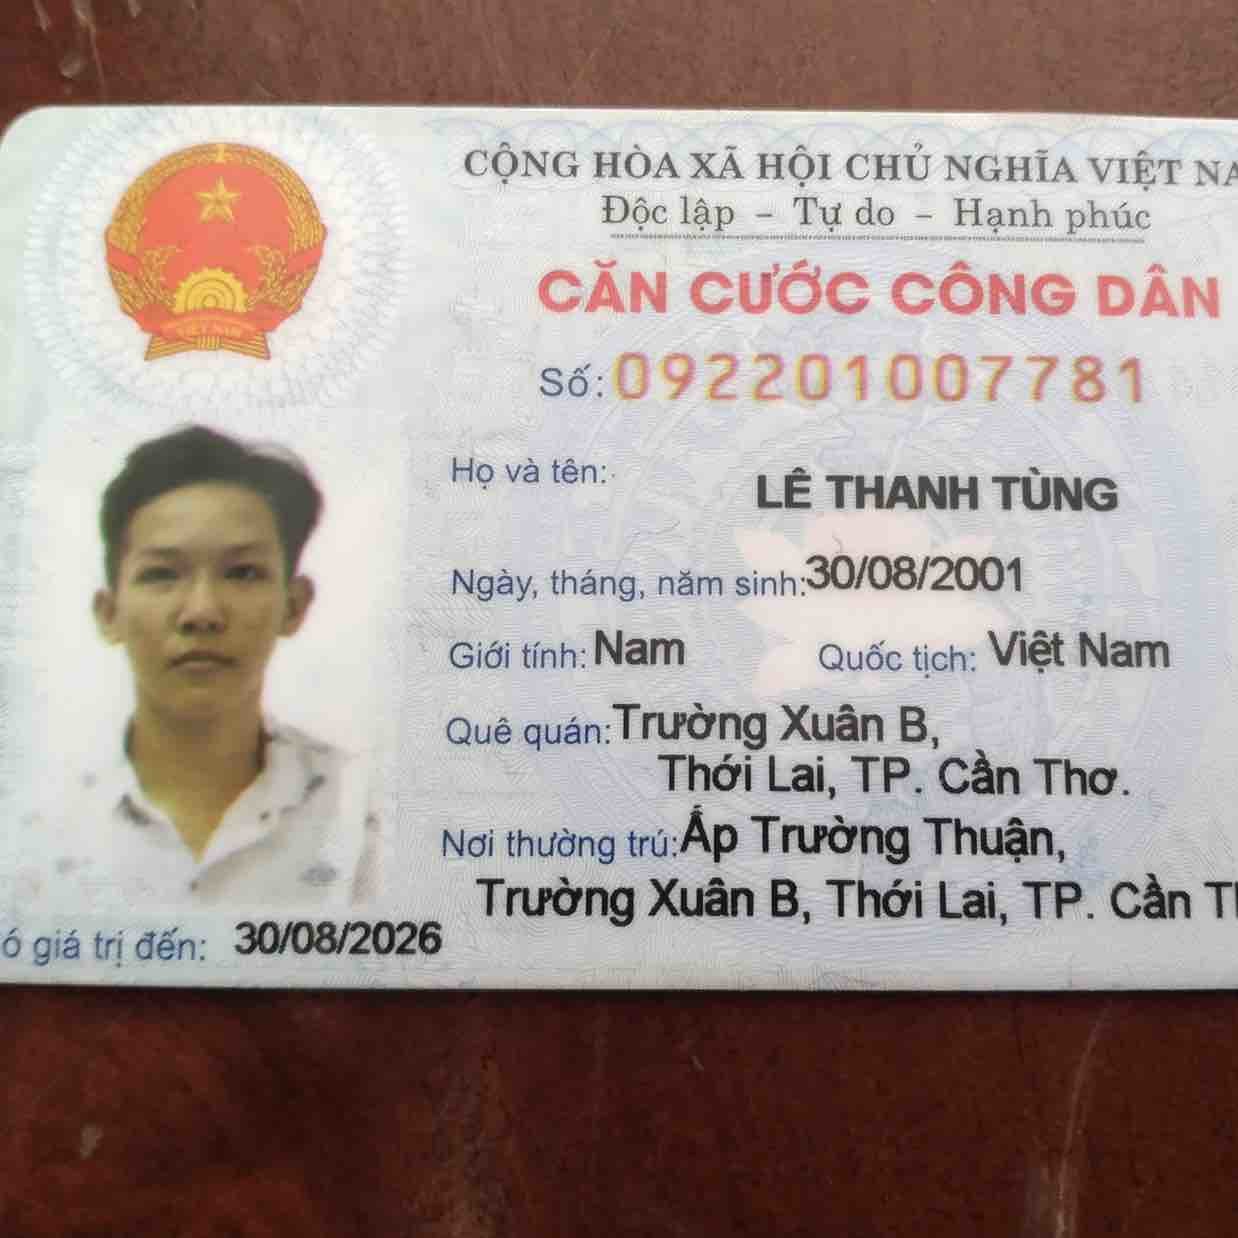 CỘNG HÒA XÃ HỘI CHỦ NGHĨA VIỆT NA
Độc lập - Tự do - Hạnh phúc
CĂN CƯỚC CÔNG DÂN
Số: 092201007781
VIỆT NAM
Họ và tên:
LÊ THANH TÙNG
Ngày, tháng, năm sinh: 30/08/2001
Giới tính: Nam Quốc tịch: Việt Nam
Quê quán: Trường Xuân B,
Thới Lai, TP. Cần Thơ.
Nơi thường trú: Ấp Trường Thuận,
Trường Xuân B, Thới Lai, TP. Cần Th
ó giá trị đến: 30/08/2026